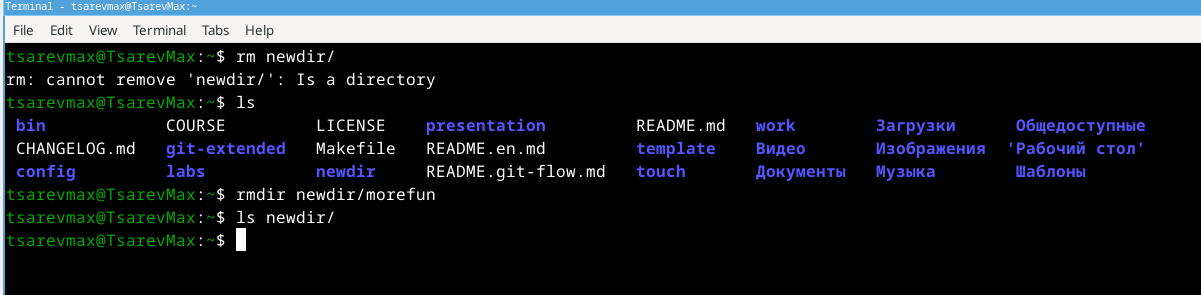 Terminal - tsarevmax@TsarevMax:~
File Edit View Terminal Tabs Help
tsarevmax@TsarevMax:~$ rm newdir/
rm: cannot remove 'newdir/': Is a directory
tsarevmax@TsarevMax:~$ ls
bin COURSE LICENSE presentation README.md work Загрузки Общедоступные
CHANGELOG.md git-extended Makefile README.en.md template Видео Изображения 'Рабочий стол'
config labs newdir README.git-flow.md touch Документы Музыка Шаблоны
tsarevmax@TsarevMax:~$ rmdir newdir/morefun
tsarevmax@TsarevMax:~$ ls newdir/
tsarevmax@TsarevMax:~$